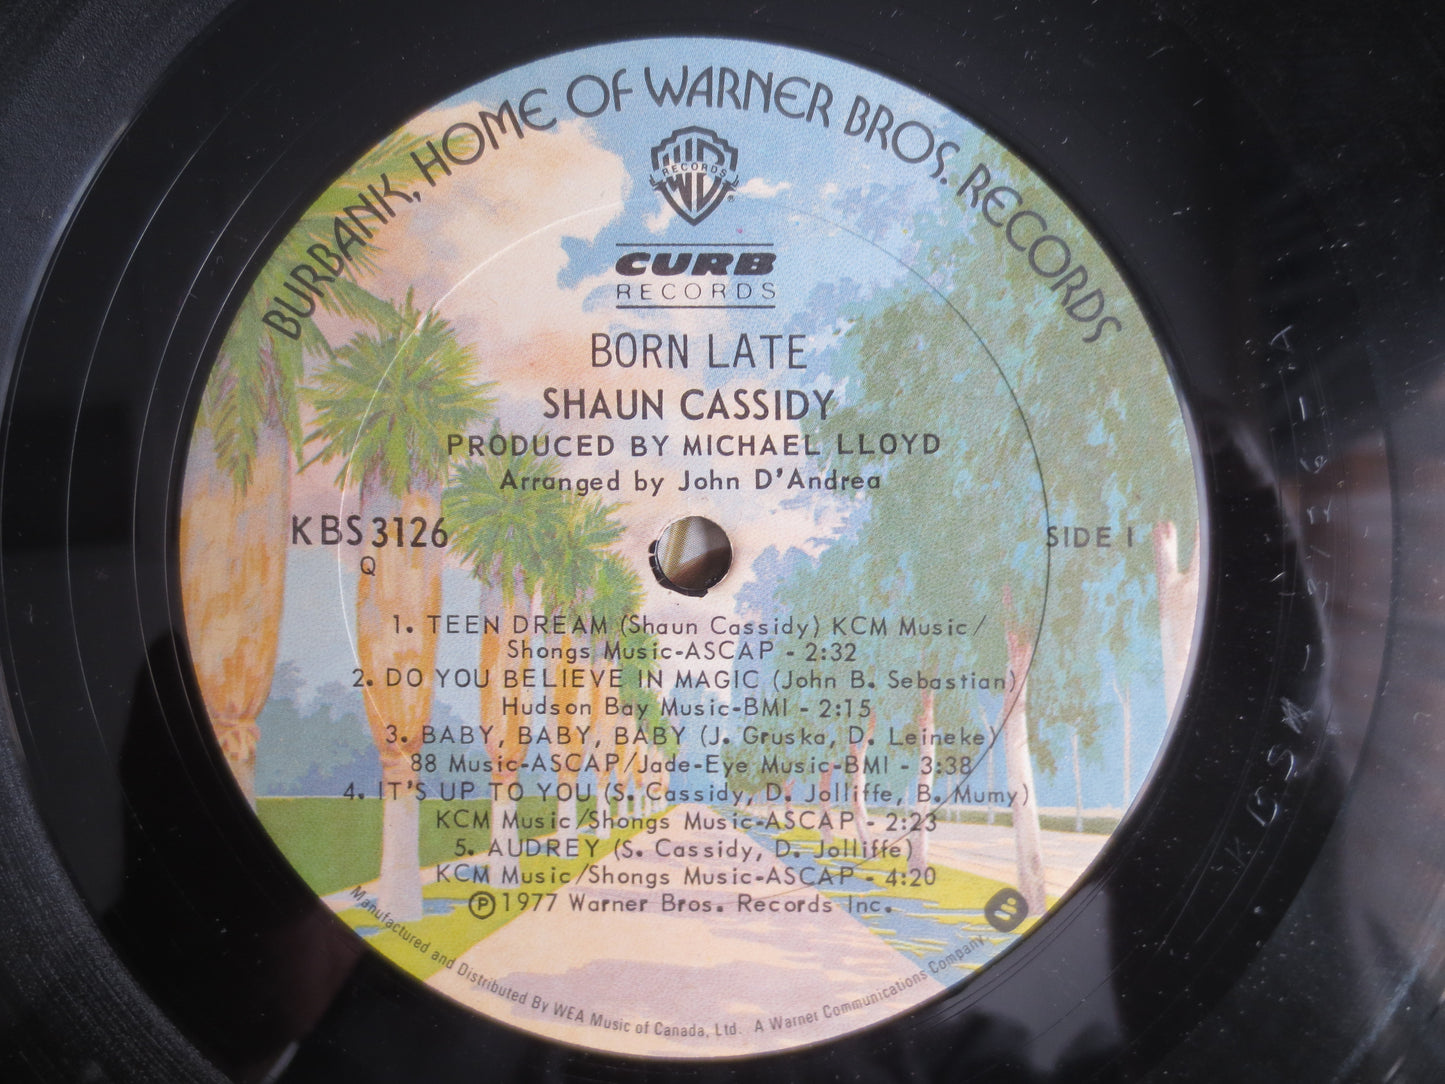 BURBANK, HOME OF WARNER BROS. RECORDS
RECORDS
CURB
RECORDS
BORN LATE
SHAUN CASSIDY
PRODUCED BY MICHAEL LLOYD
Arranged by John D'Andrea
KBS 3126
Q
SIDE 1
1. TEEN DREAM (Shaun Cassidy) KCM Music/
Shongs Music-ASCAP - 2:32
2. DO YOU BELIEVE IN MAGIC (John B. Sebastian)
Hudson Bay Music-BMI - 2:15
3. BABY, BABY, BABY (J. Gruska, D. Leineke)
88 Music-ASCAP/Jade-Eye Music-BMI - 3:38
4. IT'S UP TO YOU (S. Cassidy, D. Jolliffe, B. Mumy)
KCM Music/Shongs Music-ASCAP - 2:23
5. AUDREY (S. Cassidy, D. Jolliffe)
KCM Music/Shongs Music-ASCAP - 4:20
Ⓟ1977 Warner Bros. Records Inc.
Manufactured and Distributed By WEA Music of Canada, Ltd. A Warner Communications Company